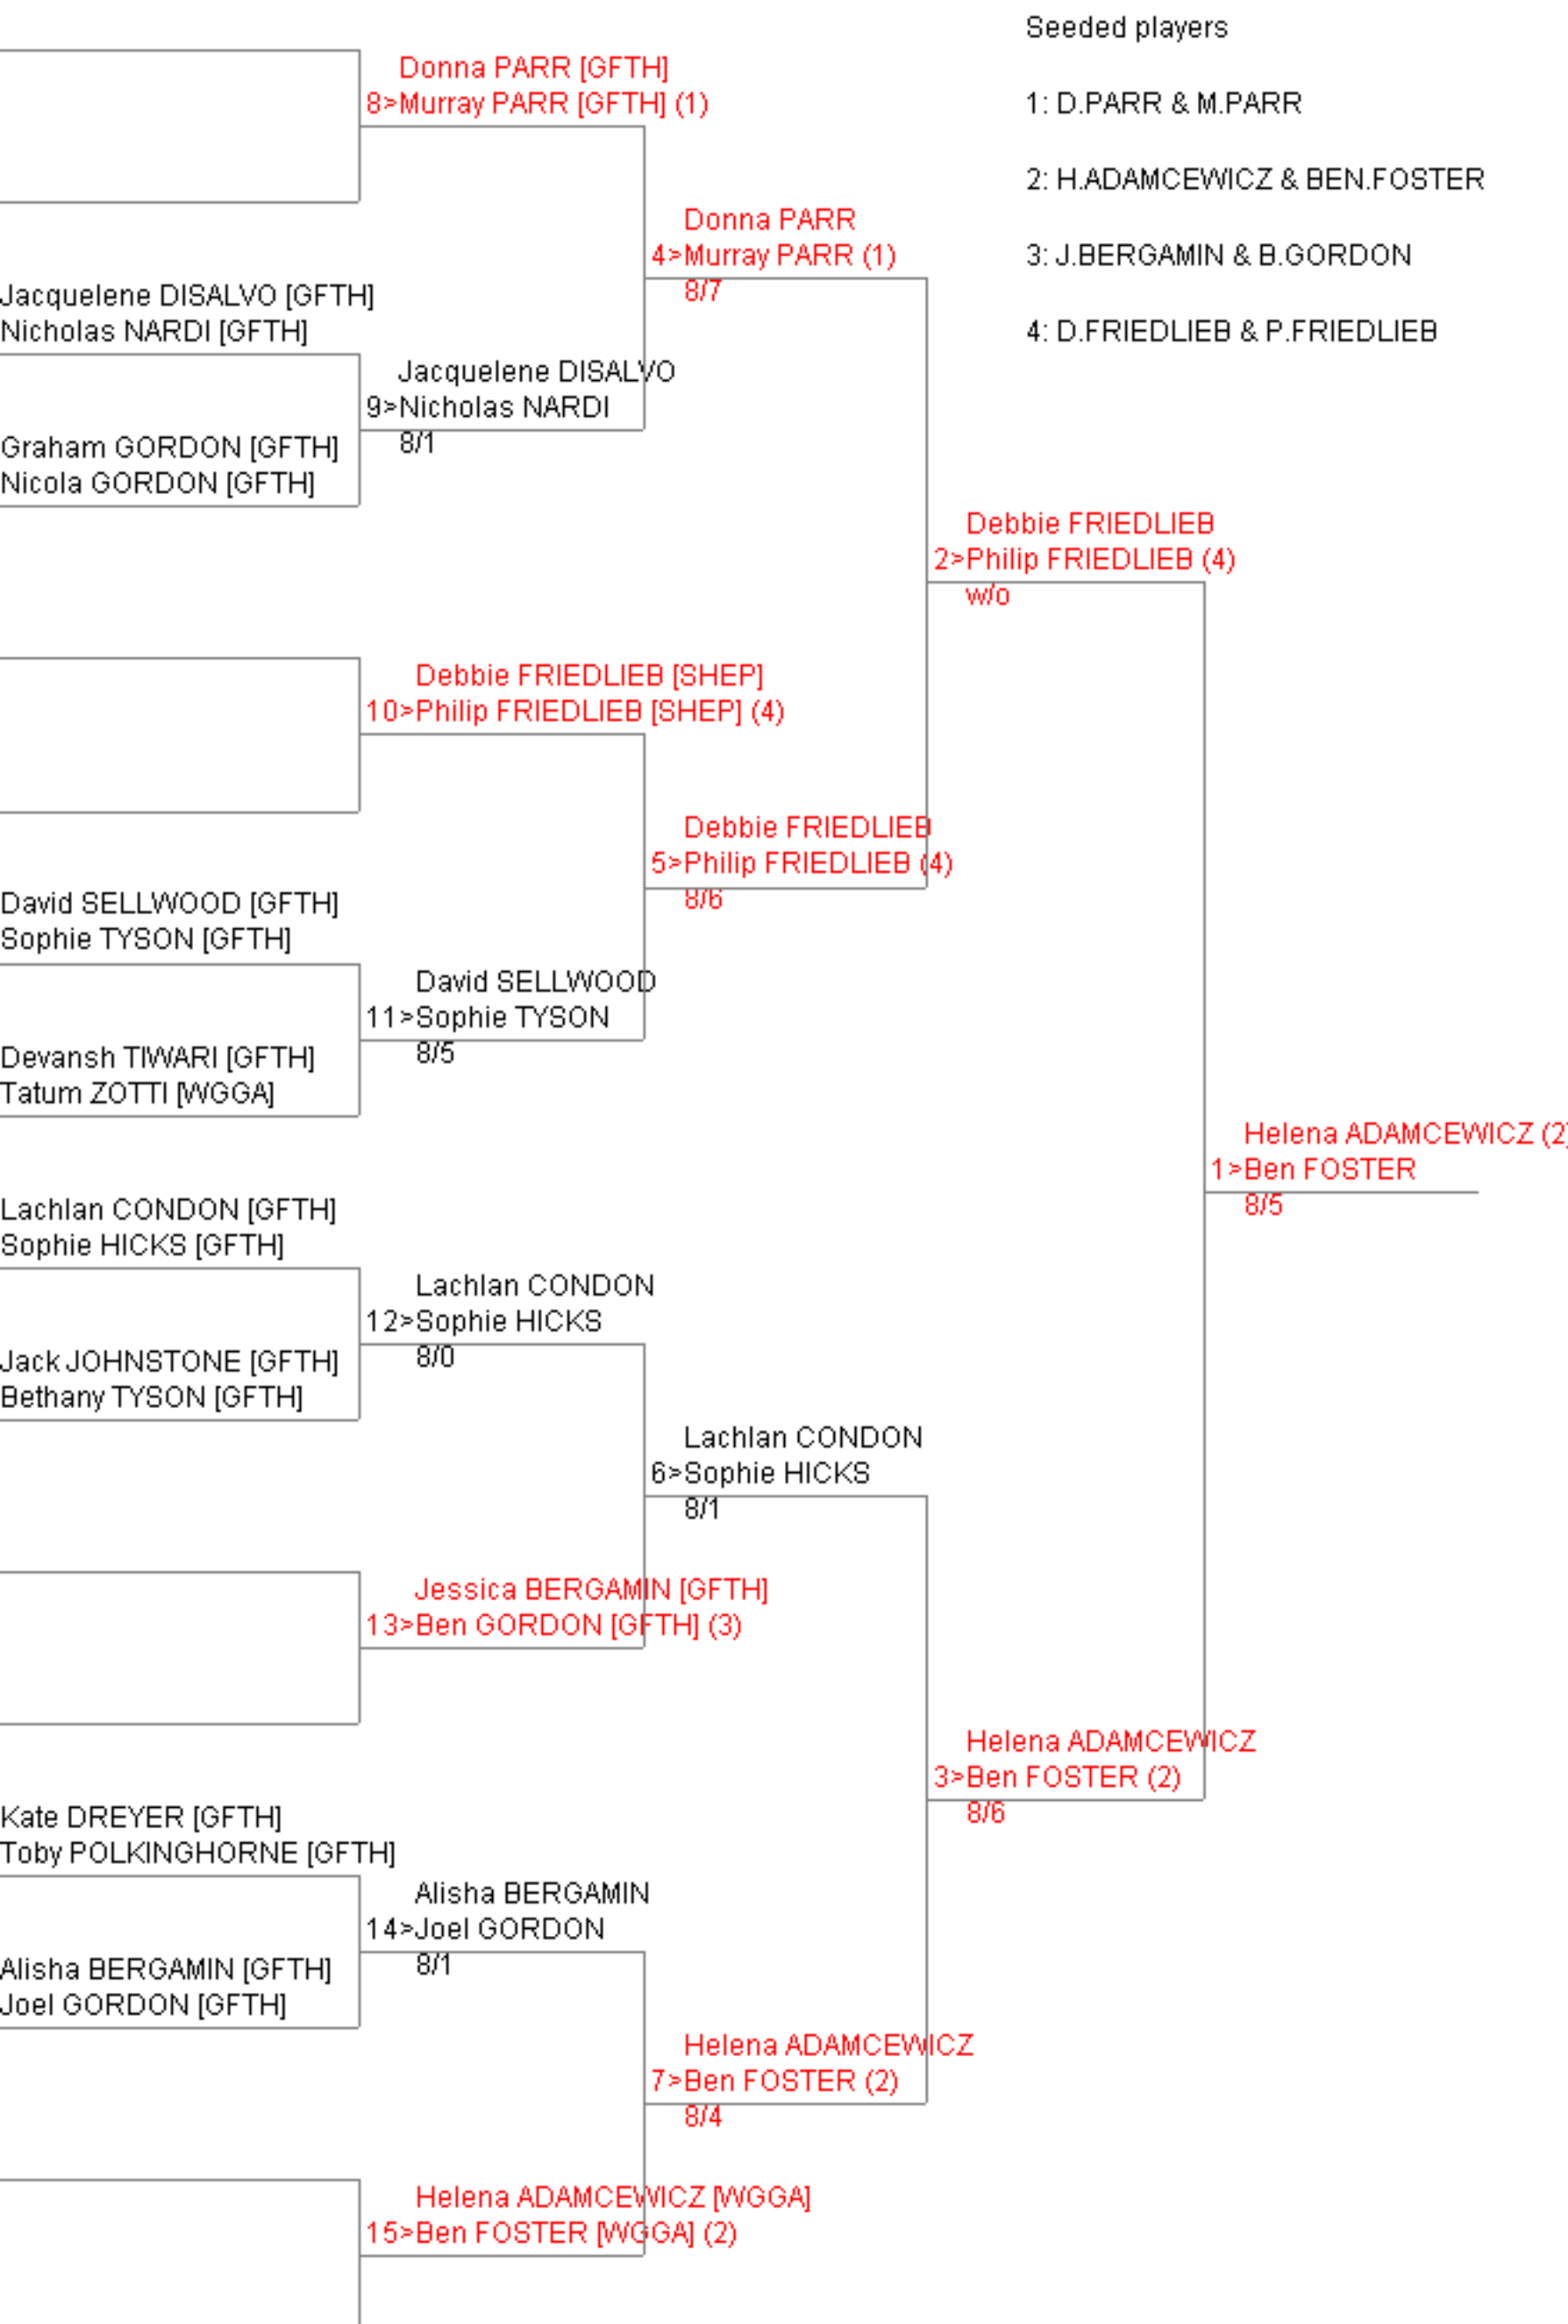 Seeded players
Donna PARR [GFTH]
8>Murray PARR [GFTH] (1)
1: D.PARR & M.PARR
2: H.ADAMCEWICZ & BEN.FOSTER
Donna PARR
4>Murray PARR (1)
8/7
3: J.BERGAMIN & B.GORDON
Jacquelene DISALVO [GFTH]
Nicholas NARDI [GFTH]
4: D.FRIEDLIEB & P.FRIEDLIEB
Jacquelene DISALVO
9>Nicholas NARDI
8/1
Graham GORDON [GFTH]
Nicola GORDON [GFTH]
Debbie FRIEDLIEB
2>Philip FRIEDLIEB (4)
w/o
Debbie FRIEDLIEB [SHEP]
10>Philip FRIEDLIEB [SHEP] (4)
Debbie FRIEDLIEB
5>Philip FRIEDLIEB (4)
8/6
David SELLWOOD [GFTH]
Sophie TYSON [GFTH]
David SELLWOOD
11>Sophie TYSON
8/5
Devansh TIWARI [GFTH]
Tatum ZOTTI [WGGA]
Helena ADAMCEWICZ (2)
1>Ben FOSTER
8/5
Lachlan CONDON [GFTH]
Sophie HICKS [GFTH]
Lachlan CONDON
12>Sophie HICKS
8/0
Jack JOHNSTONE [GFTH]
Bethany TYSON [GFTH]
Lachlan CONDON
6>Sophie HICKS
8/1
Jessica BERGAMIN [GFTH]
13>Ben GORDON [GFTH] (3)
Helena ADAMCEWICZ
3>Ben FOSTER (2)
8/6
Kate DREYER [GFTH]
Toby POLKINGHORNE [GFTH]
Alisha BERGAMIN
14>Joel GORDON
8/1
Alisha BERGAMIN [GFTH]
Joel GORDON [GFTH]
Helena ADAMCEWICZ
7>Ben FOSTER (2)
8/4
Helena ADAMCEWICZ [WGGA]
15>Ben FOSTER [WGGA] (2)